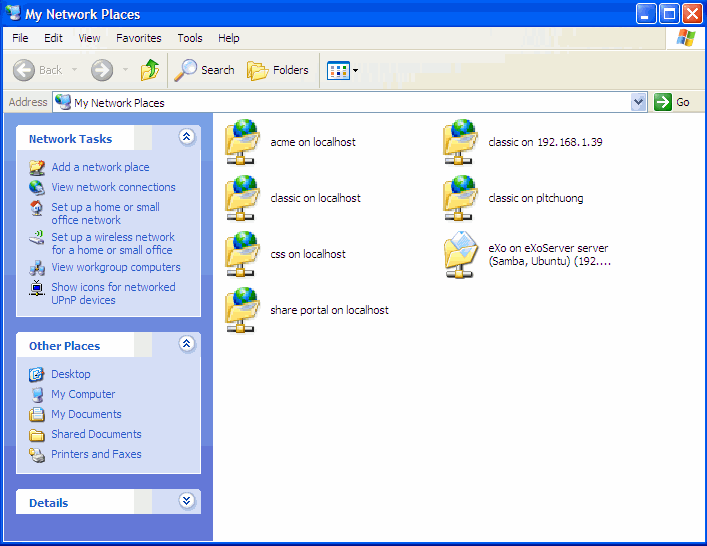 My Network Places
File Edit View Favorites Tools Help
Back Search Folders
Address My Network Places Go
Network Tasks
Add a network place
View network connections
Set up a home or small
office network
Set up a wireless network
for a home or small office
View workgroup computers
Show icons for networked
UPnP devices
Other Places
Desktop
My Computer
My Documents
Shared Documents
Printers and Faxes
Details
acme on localhost
classic on 192.168.1.39
classic on localhost
classic on pltchuong
css on localhost
eXo on eXoServer server
(Samba, Ubuntu) (192....
share portal on localhost